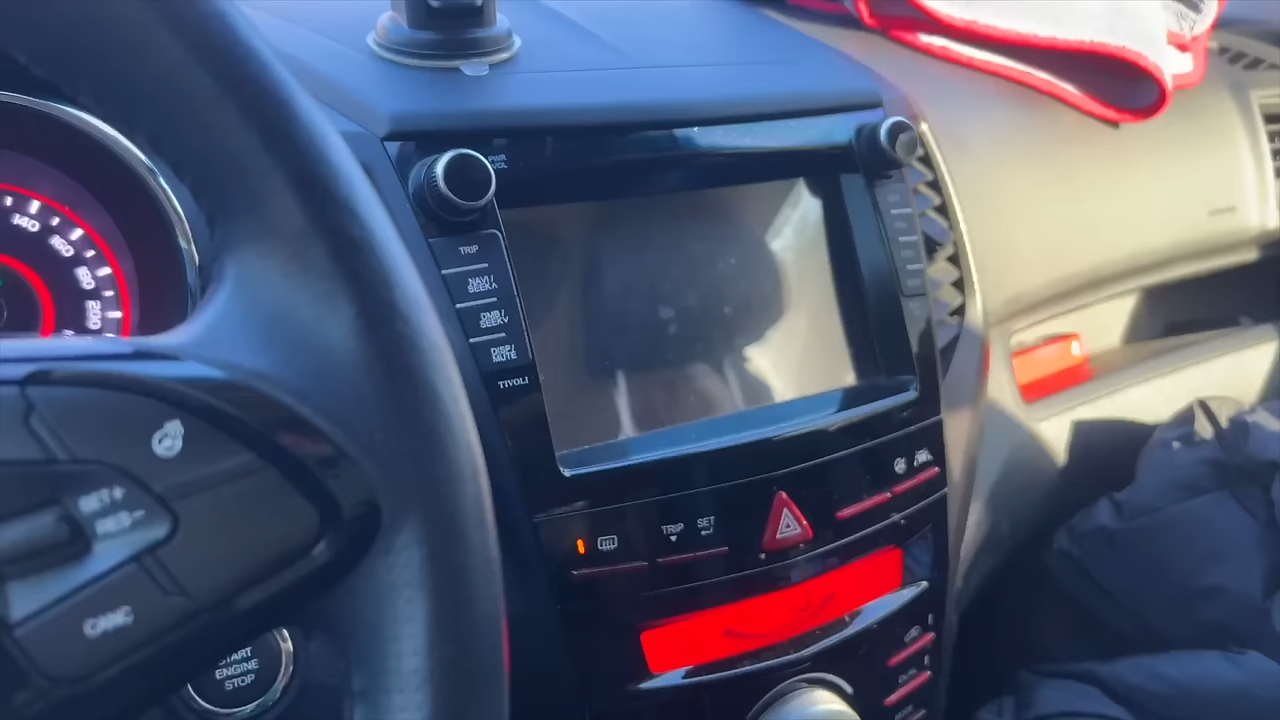 PWR
VOL
TRIP
NAVI/
SEEK∧
DMB/
SEEK∨
DISP/
MUTE
TIVOLI
140
160
180
200
SET+
RES-
CANC
START
ENGINE
STOP
TRIP
SET